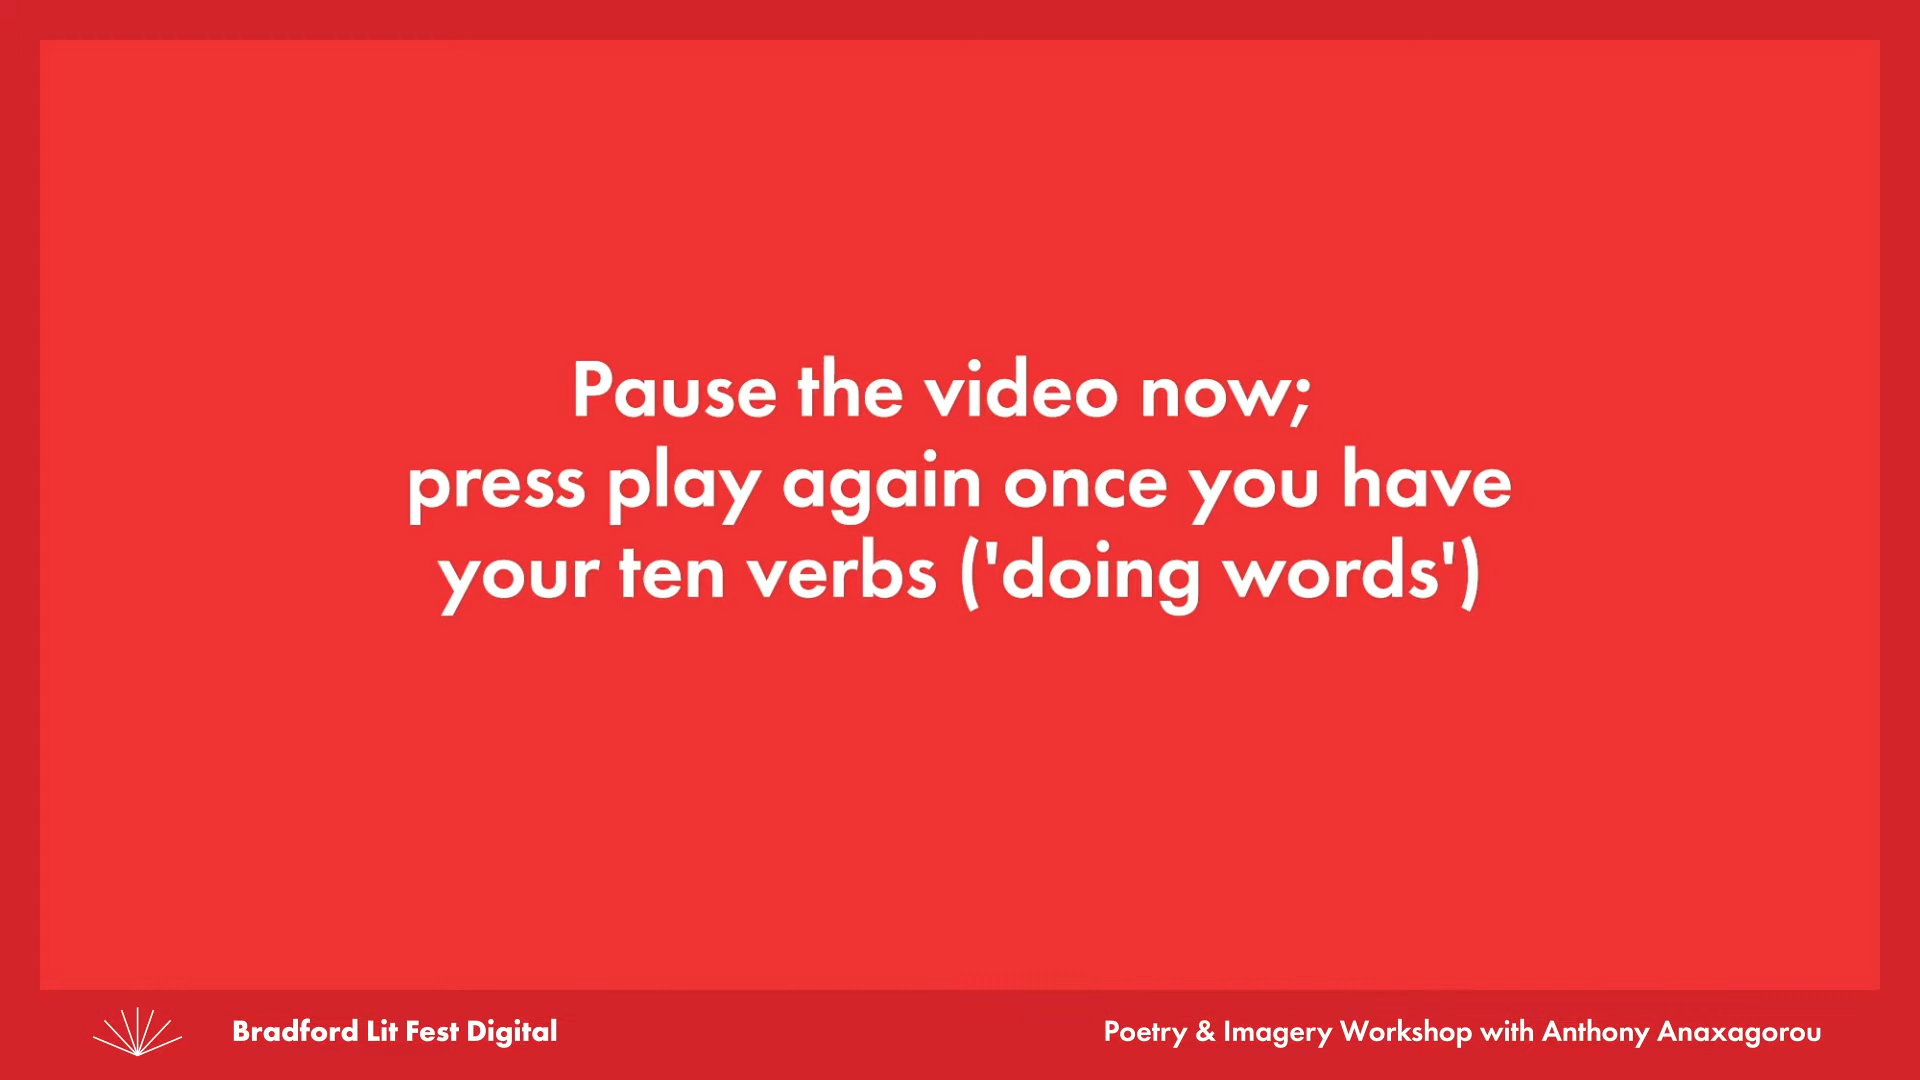 Pause the video now;
press play again once you have
your ten verbs ('doing words')
Bradford Lit Fest Digital
Poetry & Imagery Workshop with Anthony Anaxagorou